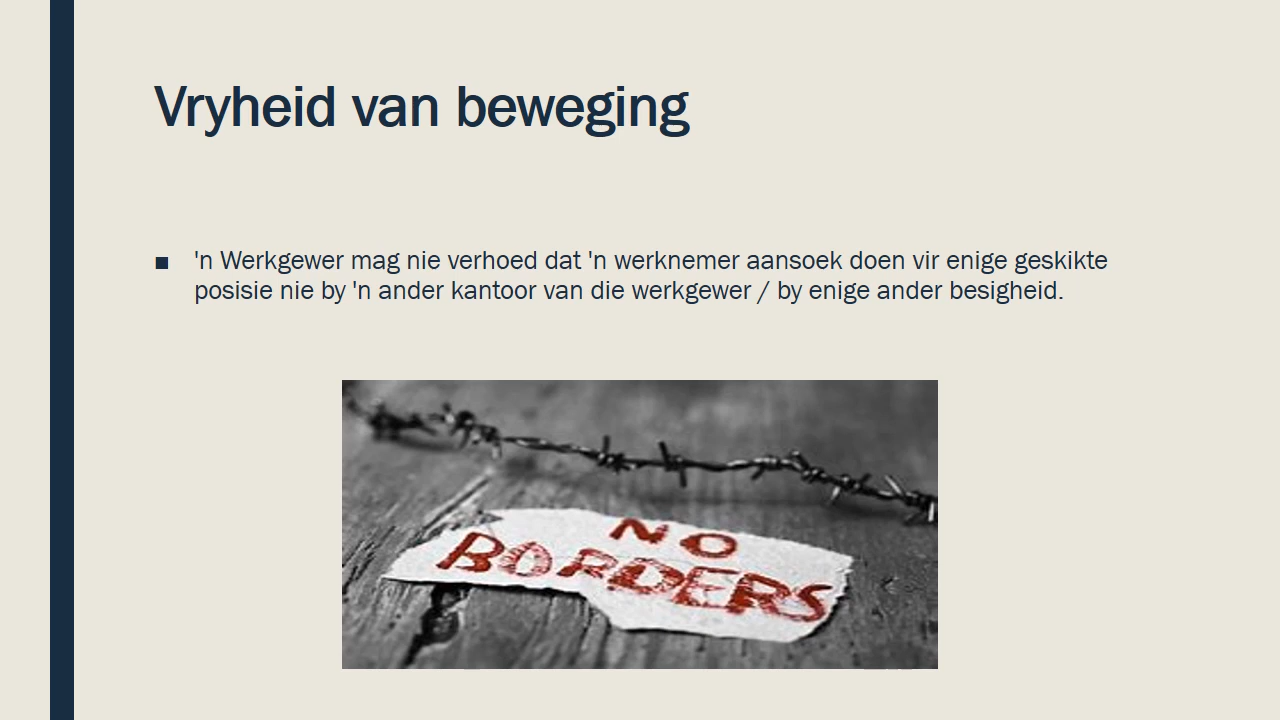 Vryheid van beweging
'n Werkgewer mag nie verhoed dat 'n werknemer aansoek doen vir enige geskikte
posisie nie by 'n ander kantoor van die werkgewer / by enige ander besigheid.
NO
BORDERS